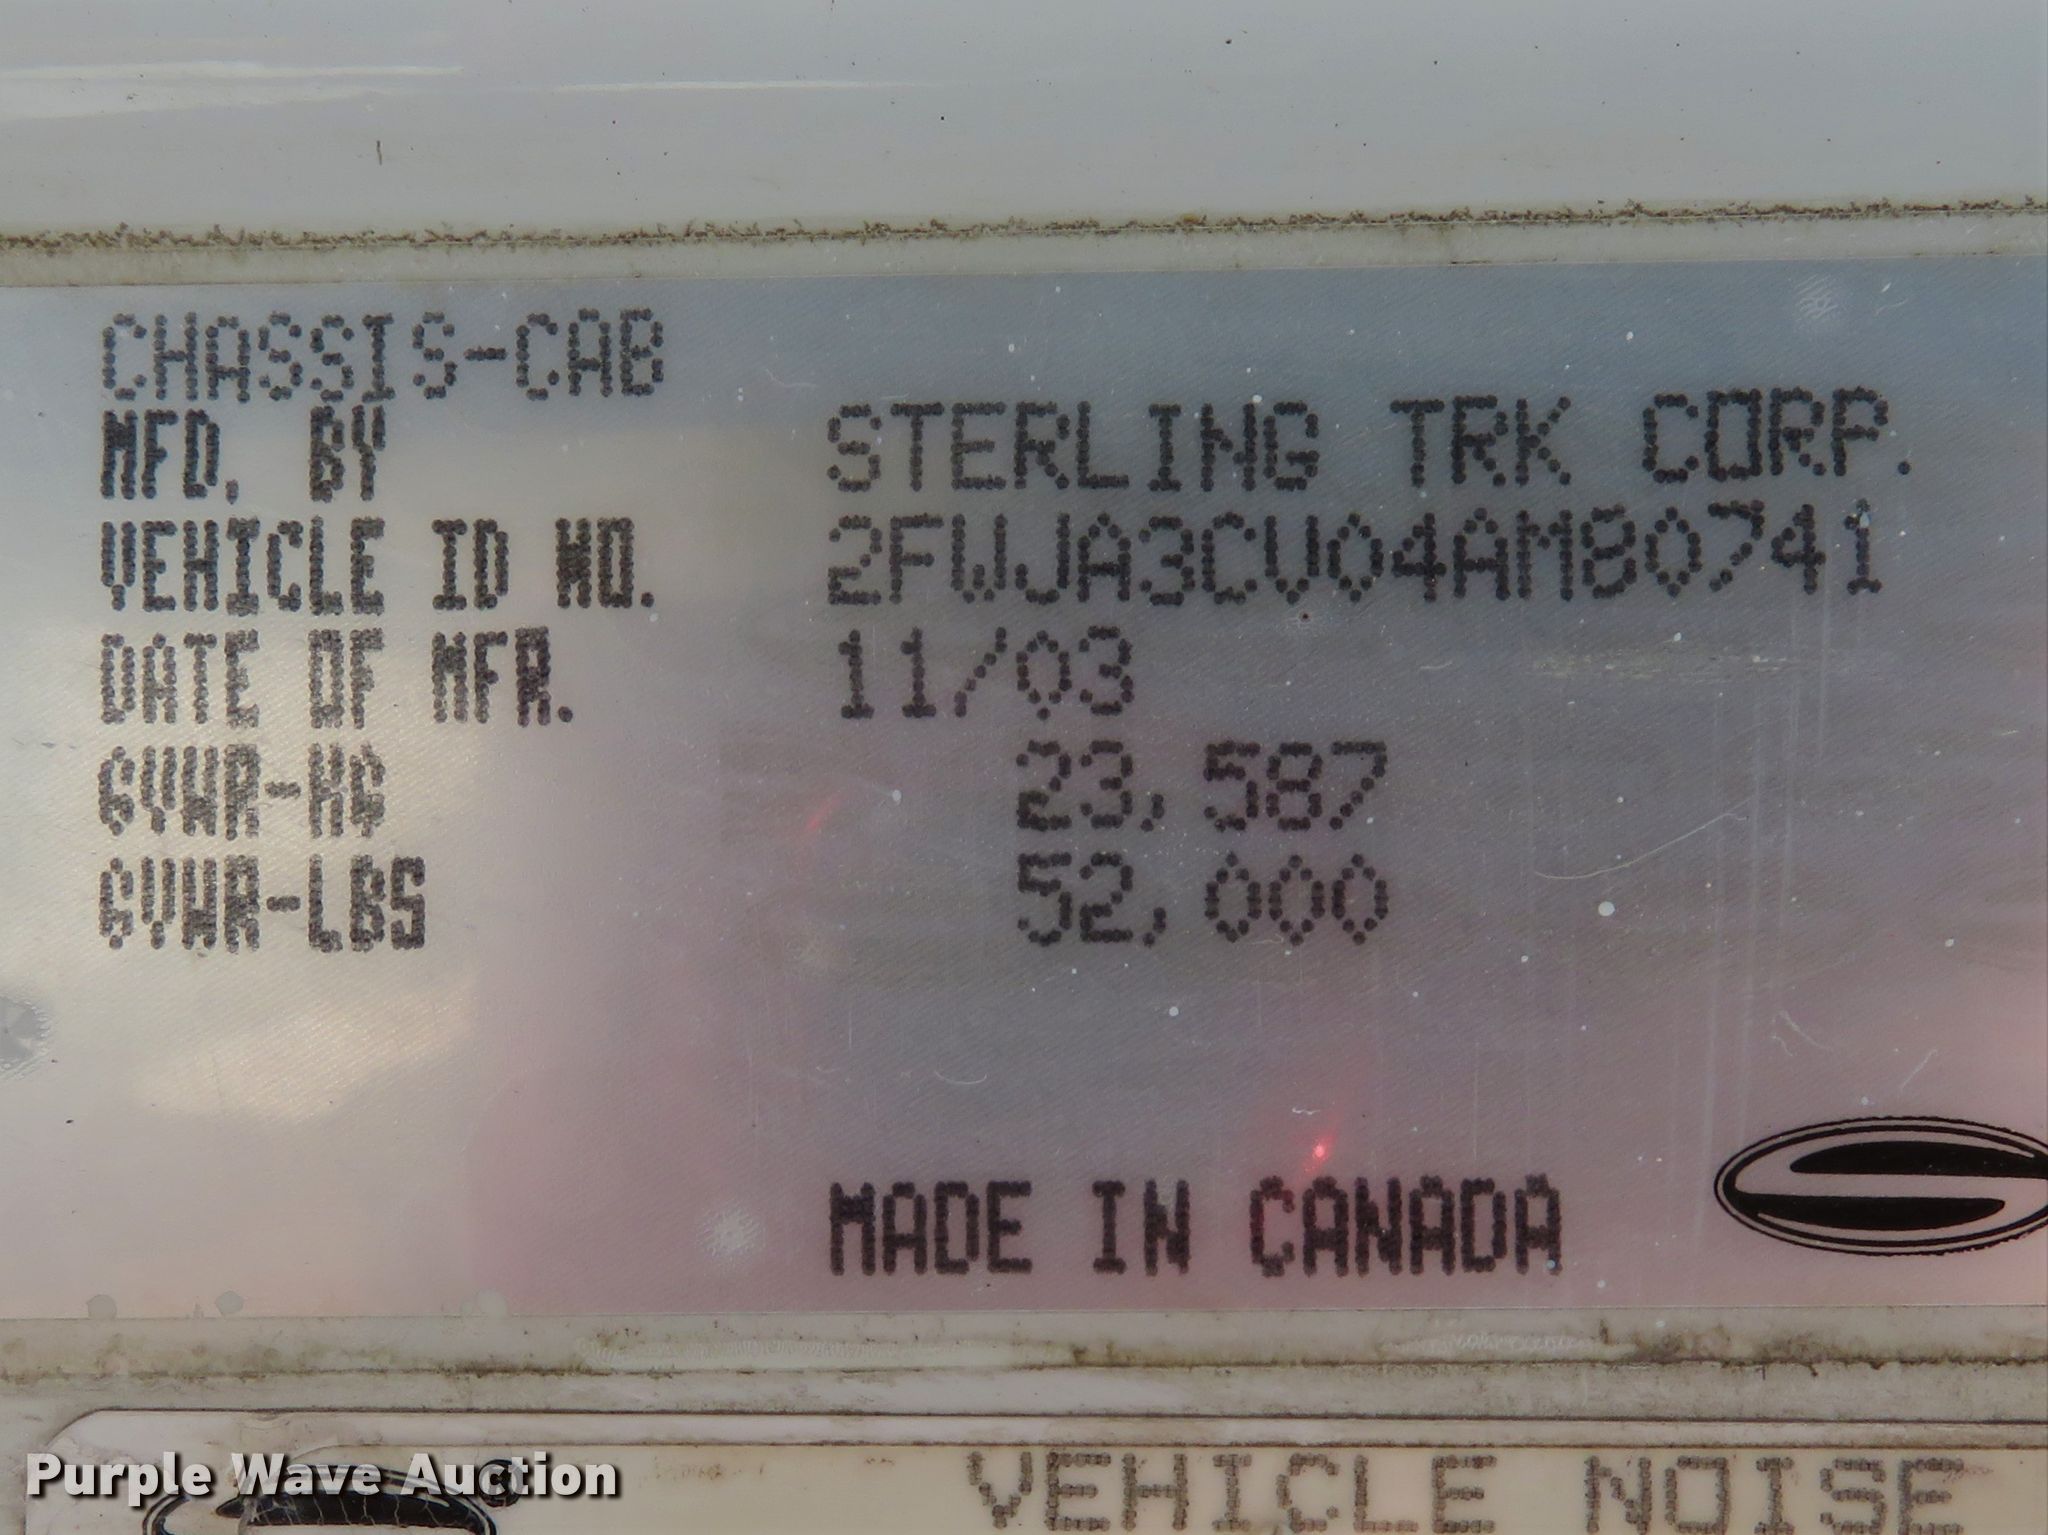 CHASSIS-CAB
MFD. BY STERLING TRK CORP.
VEHICLE ID NO. 2FWJA3CV04AM80741
DATE OF MFR. 11/03
GVWR-KG 23,587
GVWR-LBS 52,000
MADE IN CANADA
VEHICLE NOISE
Purple Wave Auction